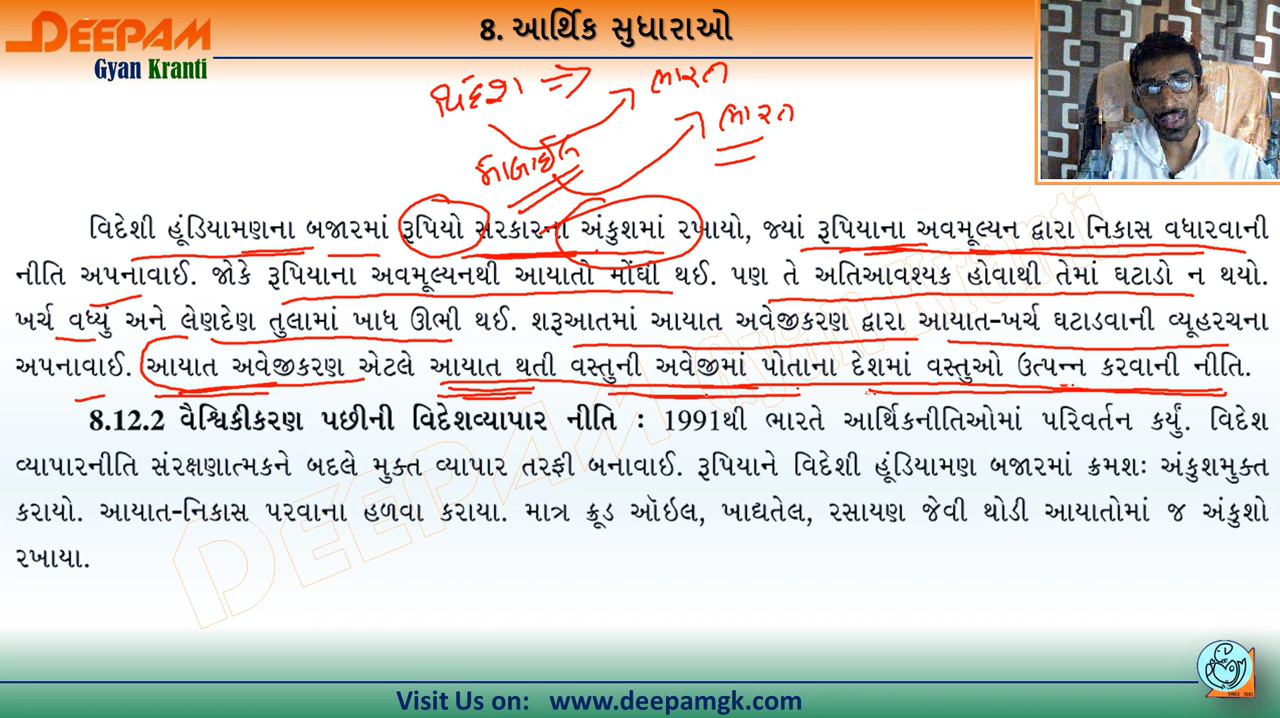 DEEPAM
Gyan Kranti
8. આર્થિક સુધારાઓ
વિદેશ ⇒ ભારત
મોબાઈલ ભારત
વિદેશી હૂંડિયામણના બજારમાં રૂપિયો સરકારના અંકુશમાં રખાયો, જ્યાં રૂપિયાના અવમૂલ્યન દ્વારા નિકાસ વધારવાની
નીતિ અપનાવાઈ. જોકે રૂપિયાના અવમૂલ્યનથી આયાતો મોંઘી થઈ. પણ તે અતિઆવશ્યક હોવાથી તેમાં ઘટાડો ન થયો.
ખર્ચ વધ્યું અને લેણદેણ તુલામાં ખાધ ઊભી થઈ. શરૂઆતમાં આયાત અવેજીકરણ દ્વારા આયાત-ખર્ચ ઘટાડવાની વ્યૂહરચના
અપનાવાઈ. આયાત અવેજીકરણ એટલે આયાત થતી વસ્તુની અવેજીમાં પોતાના દેશમાં વસ્તુઓ ઉત્પન્ન કરવાની નીતિ.
8.12.2 વૈશ્વિકીકરણ પછીની વિદેશવ્યાપાર નીતિ : 1991થી ભારતે આર્થિકનીતિઓમાં પરિવર્તન કર્યું. વિદેશ
વ્યાપારનીતિ સંરક્ષણાત્મકને બદલે મુક્ત વ્યાપાર તરફી બનાવાઈ. રૂપિયાને વિદેશી હૂંડિયામણ બજારમાં ક્રમશઃ અંકુશમુક્ત
કરાયો. આયાત-નિકાસ પરવાના હળવા કરાયા. માત્ર ક્રૂડ ઑઇલ, ખાદ્યતેલ, રસાયણ જેવી થોડી આયાતોમાં જ અંકુશો
રખાયા.
DEEPAM Gyan Kranti
Visit Us on: www.deepamgk.com